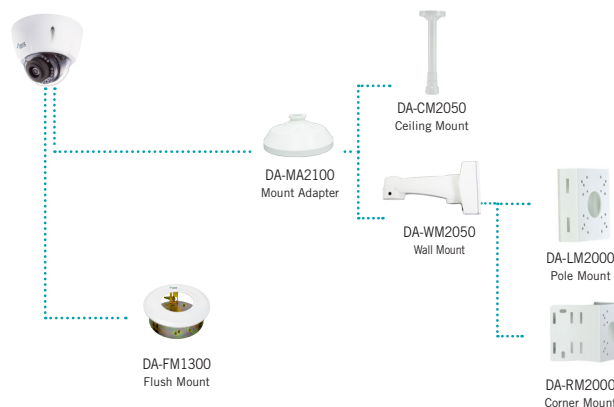 DA-CM2050
Ceiling Mount
DA-MA2100
Mount Adapter
DA-WM2050
Wall Mount
DA-LM2000
Pole Mount
DA-FM1300
Flush Mount
DA-RM2000
Corner Mount